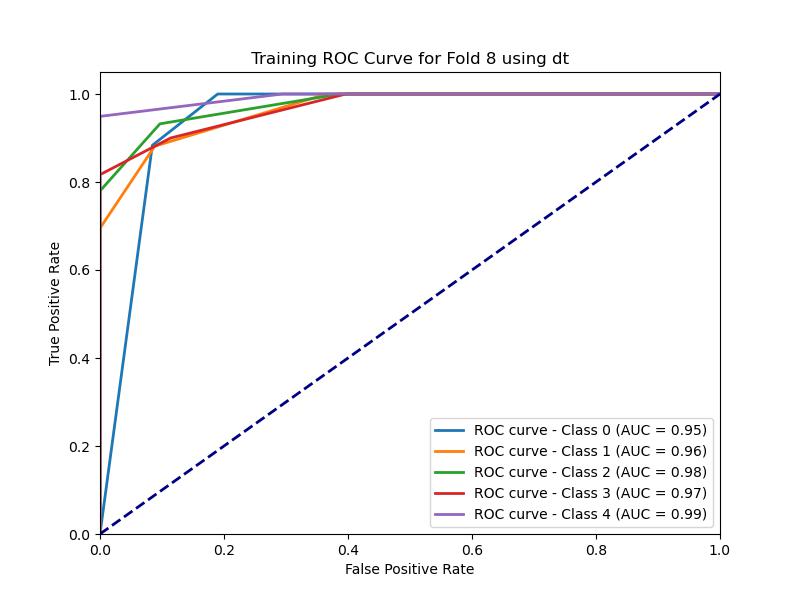 Training ROC Curve for Fold 8 using dt
True Positive Rate
1.0
0.8
0.6
0.4
0.2
0.0
0.0 0.2 0.4 0.6 0.8 1.0
False Positive Rate
ROC curve - Class 0 (AUC = 0.95)
ROC curve - Class 1 (AUC = 0.96)
ROC curve - Class 2 (AUC = 0.98)
ROC curve - Class 3 (AUC = 0.97)
ROC curve - Class 4 (AUC = 0.99)